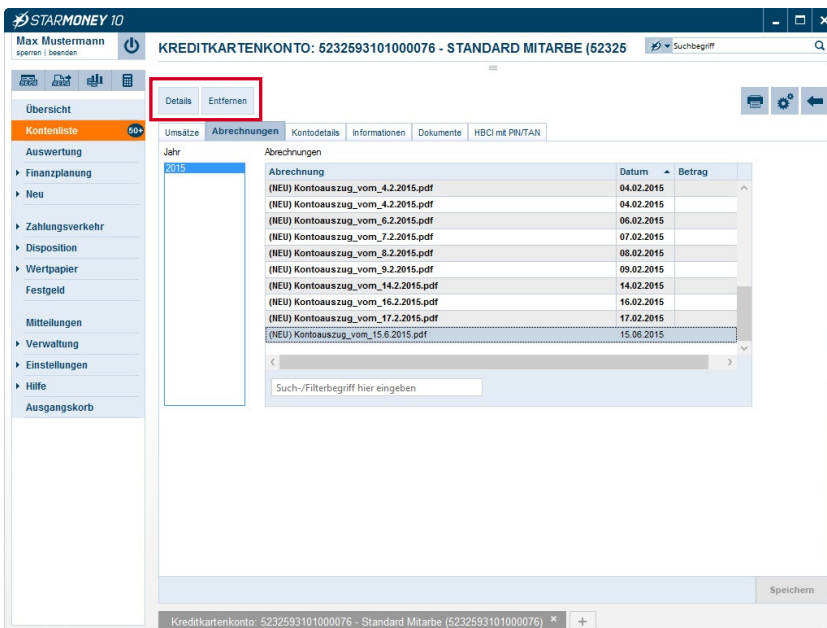 STARMONEY 10
Max Mustermann
sperren | beenden
KREDITKARTENKONTO: 5232593101000076 - STANDARD MITARBE (52325
Suchbegriff
Details
Entfernen
Übersicht
Kontenliste
50+
Auswertung
Finanzplanung
Neu
Zahlungsverkehr
Disposition
Wertpapier
Festgeld
Mitteilungen
Verwaltung
Einstellungen
Hilfe
Ausgangskorb
Umsätze
Abrechnungen
Kontodetails
Informationen
Dokumente
HBCI mit PIN/TAN
Jahr
2015
Abrechnungen
Abrechnung Datum Betrag
(NEU) Kontoauszug_vom_4.2.2015.pdf 04.02.2015
(NEU) Kontoauszug_vom_4.2.2015.pdf 04.02.2015
(NEU) Kontoauszug_vom_6.2.2015.pdf 06.02.2015
(NEU) Kontoauszug_vom_7.2.2015.pdf 07.02.2015
(NEU) Kontoauszug_vom_8.2.2015.pdf 08.02.2015
(NEU) Kontoauszug_vom_9.2.2015.pdf 09.02.2015
(NEU) Kontoauszug_vom_14.2.2015.pdf 14.02.2015
(NEU) Kontoauszug_vom_16.2.2015.pdf 16.02.2015
(NEU) Kontoauszug_vom_17.2.2015.pdf 17.02.2015
(NEU) Kontoauszug_vom_15.6.2015.pdf 15.06.2015
Such-/Filterbegriff hier eingeben
Speichern
Kreditkartenkonto: 5232593101000076 - Standard Mitarbe (5232593101000076)